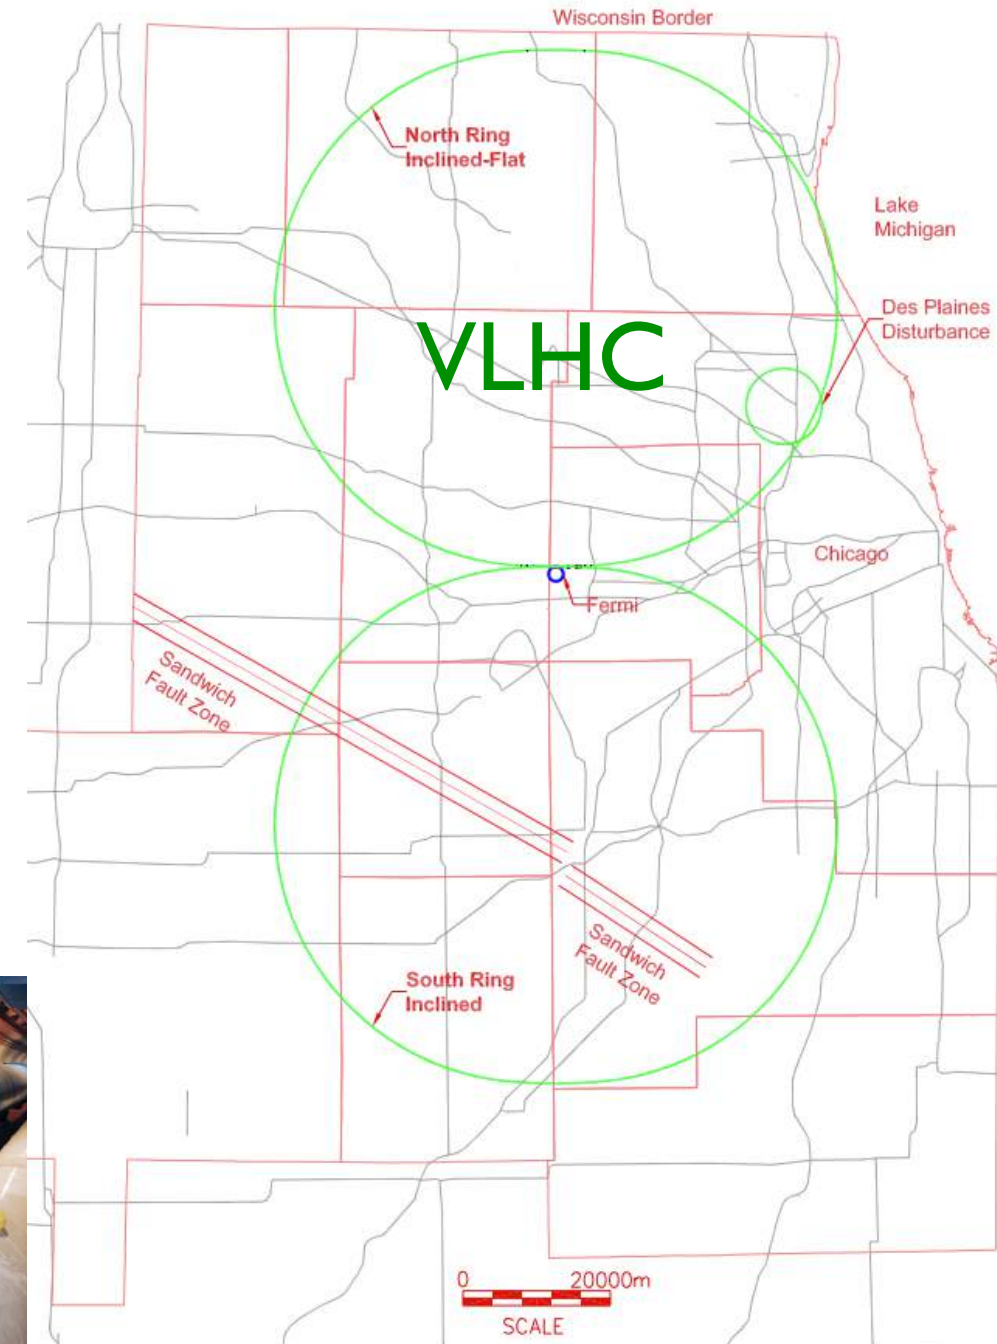 Wisconsin Border
North Ring
Inclined-Flat
Lake
Michigan
Des Plaines
Disturbance
VLHC
Chicago
Fermi
Sandwich
Fault Zone
Sandwich
Fault Zone
South Ring
Inclined
0 20000m
SCALE